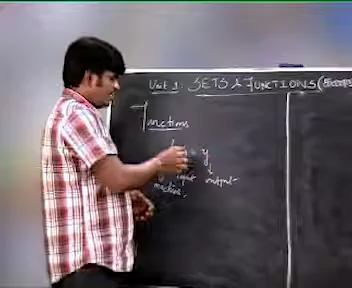 Unit 1: SETS & FUNCTIONS (
Functions
= y
input output
machine.